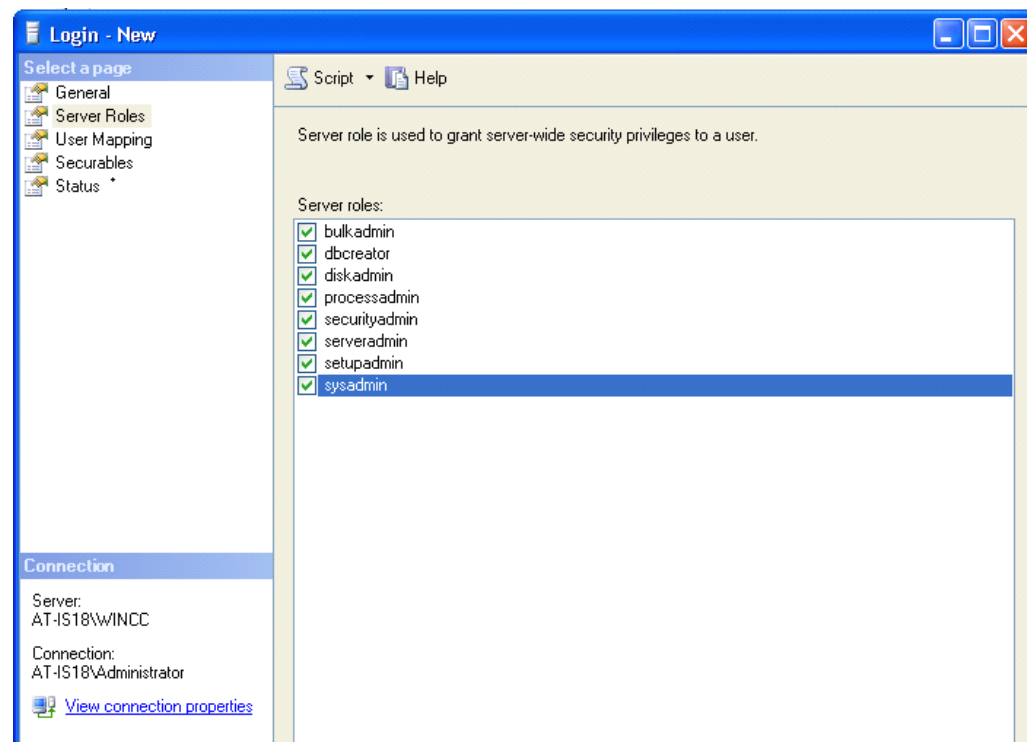 Login - New
Select a page
General
Server Roles
User Mapping
Securables
Status
Script Help
Server role is used to grant server-wide security privileges to a user.
Server roles:
bulkadmin
dbcreator
diskadmin
processadmin
securityadmin
serveradmin
setupadmin
sysadmin
Connection
Server:
AT-IS18\WINCC
Connection:
AT-IS18\Administrator
View connection properties